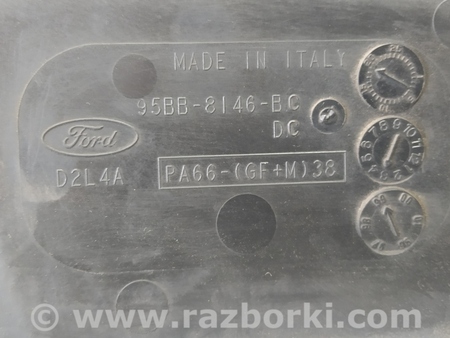 MADE IN ITALY
95BB-8146-BC
DC
Ford
D2L4A
PA66-(GF+M)38
© www.razborki.com